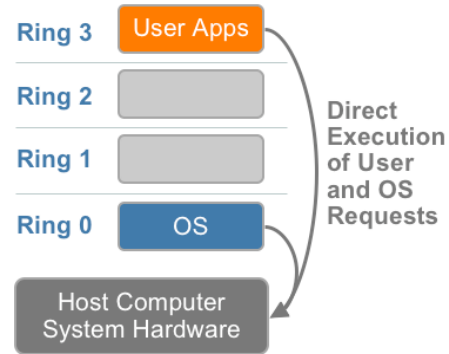 Ring 3
User Apps
Ring 2
Ring 1
Ring 0
OS
Direct
Execution
of User
and OS
Requests
Host Computer
System Hardware